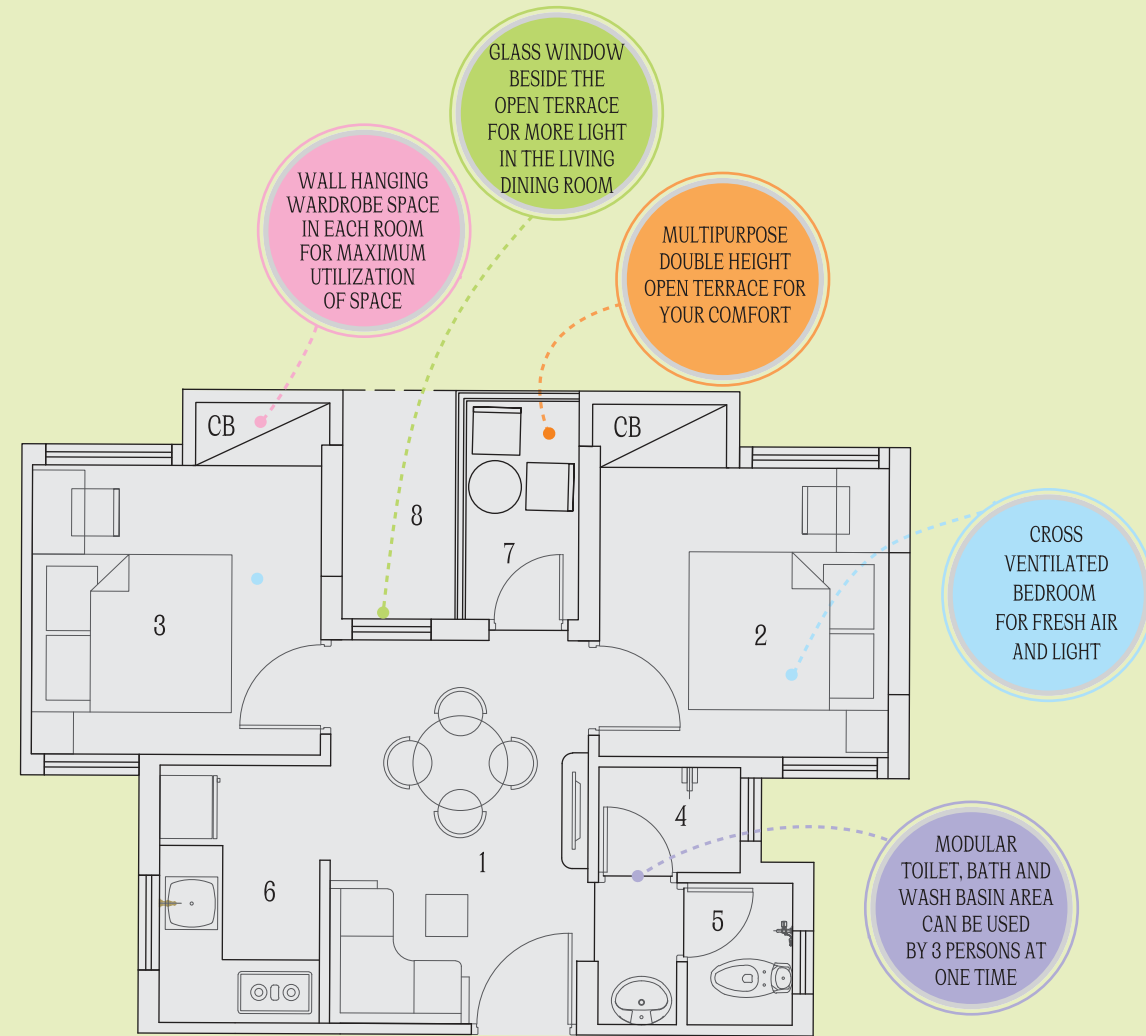 GLASS WINDOW
BESIDE THE
OPEN TERRACE
FOR MORE LIGHT
IN THE LIVING
DINING ROOM
WALL HANGING
WARDROBE SPACE
IN EACH ROOM
FOR MAXIMUM
UTILIZATION
OF SPACE
MULTIPURPOSE
DOUBLE HEIGHT
OPEN TERRACE FOR
YOUR COMFORT
CB
CB
8
7
3
2
CROSS
VENTILATED
BEDROOM
FOR FRESH AIR
AND LIGHT
4
1
6
5
MODULAR
TOILET, BATH AND
WASH BASIN AREA
CAN BE USED
BY 3 PERSONS AT
ONE TIME